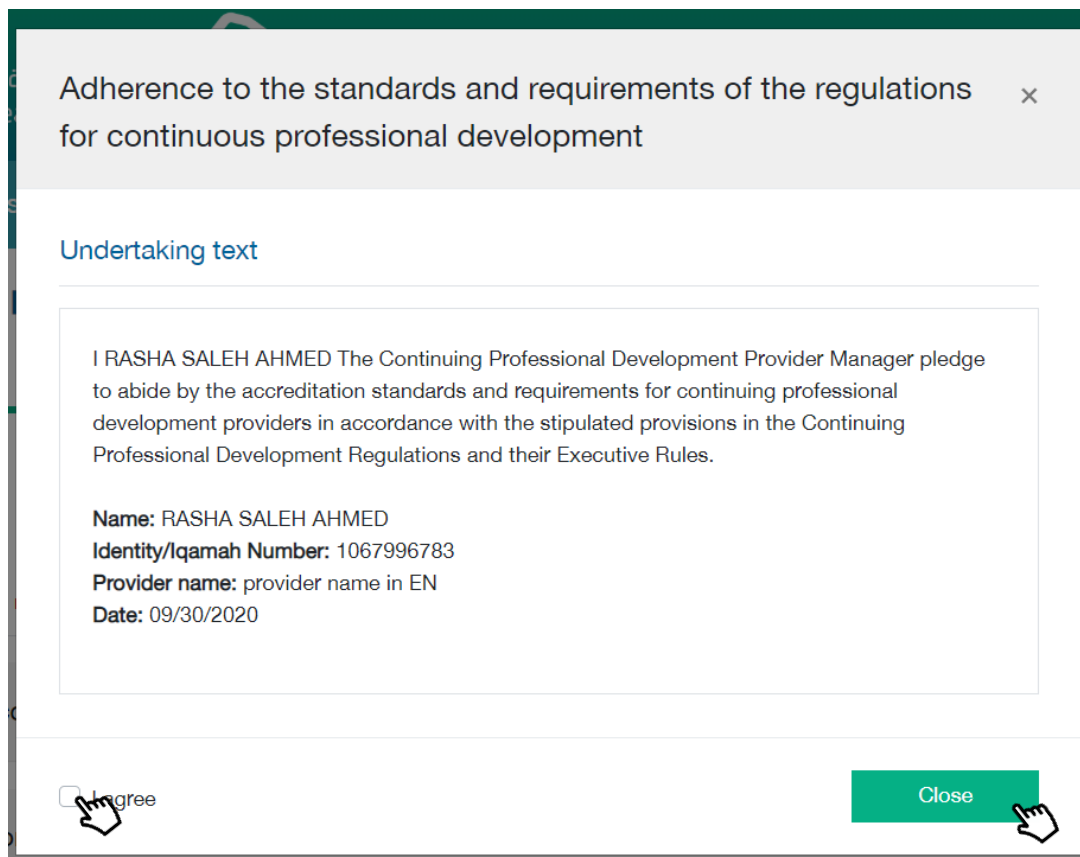 Adherence to the standards and requirements of the regulations
for continuous professional development
×
Undertaking text
I RASHA SALEH AHMED The Continuing Professional Development Provider Manager pledge
to abide by the accreditation standards and requirements for continuing professional
development providers in accordance with the stipulated provisions in the Continuing
Professional Development Regulations and their Executive Rules.
Name: RASHA SALEH AHMED
Identity/Iqamah Number: 1067996783
Provider name: provider name in EN
Date: 09/30/2020
I agree
Close